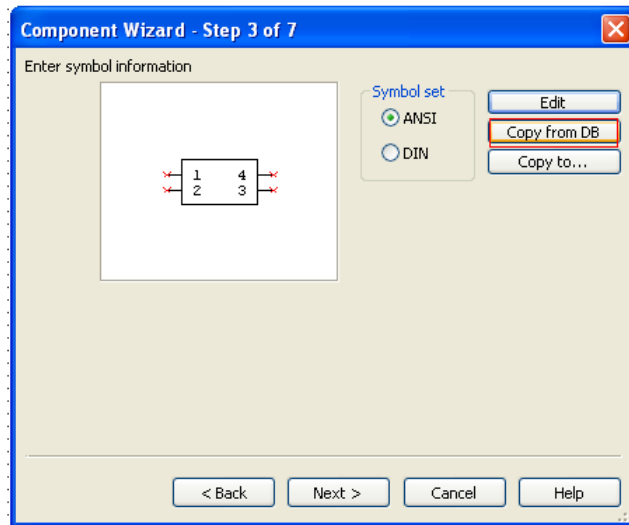 Component Wizard - Step 3 of 7
Enter symbol information
Symbol set
ANSI
DIN
Edit
Copy from DB
Copy to...
1 4
2 3
< Back Next > Cancel Help